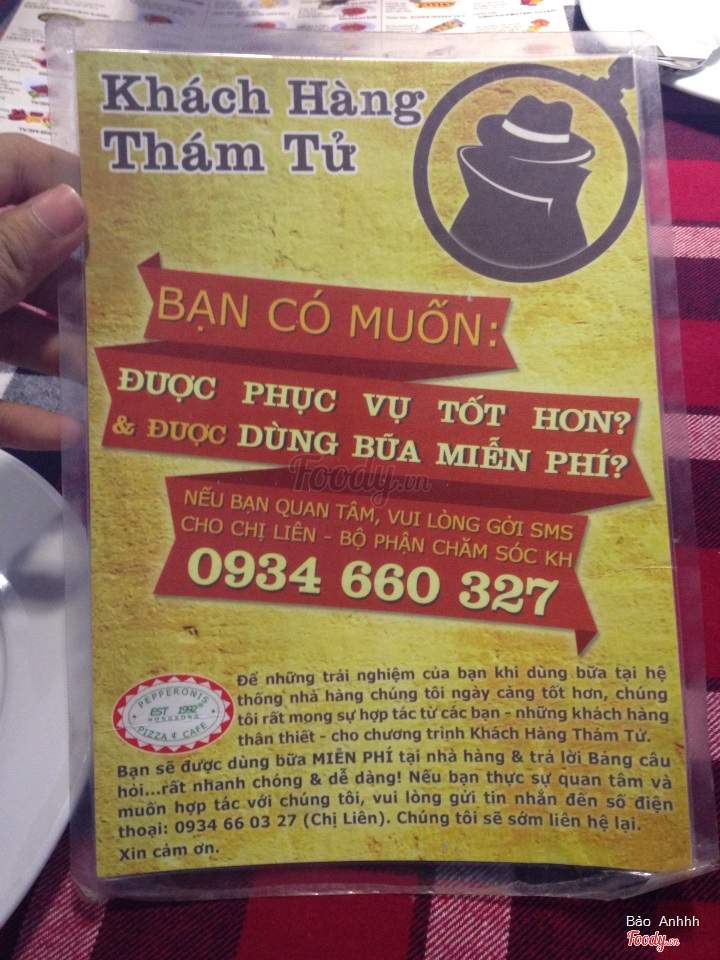 Khách Hàng
Thám Tử
BẠN CÓ MUỐN:
ĐƯỢC PHỤC VỤ TỐT HƠN?
& ĐƯỢC DÙNG BỮA MIỄN PHÍ?
Foody.vn
NẾU BẠN QUAN TÂM, VUI LÒNG GỞI SMS
CHO CHỊ LIÊN - BỘ PHẬN CHĂM SÓC KH
0934 660 327
PEPPERONIS
EST 1992
HONGKONG
PIZZA & CAFE
Để những trải nghiệm của bạn khi dùng bữa tại hệ
thống nhà hàng chúng tôi ngày càng tốt hơn, chúng
tôi rất mong sự hợp tác từ các bạn - những khách hàng
thân thiết - cho chương trịnh Khách Hàng Thám Tử.
Bạn sẽ được dùng bữa MIỄN PHÍ tại nhà hàng & trả lời Bảng câu
hỏi...rất nhanh chóng & dễ dàng! Nếu bạn thực sự quan tâm và
muốn hợp tác với chúng tôi, vui lòng gửi tin nhắn đến số điện
thoại: 0934 66 03 27 (Chị Liên). Chúng tôi sẽ sớm liên hệ lại.
Xin cảm ơn.
Bảo Anhhh
Foody.vn